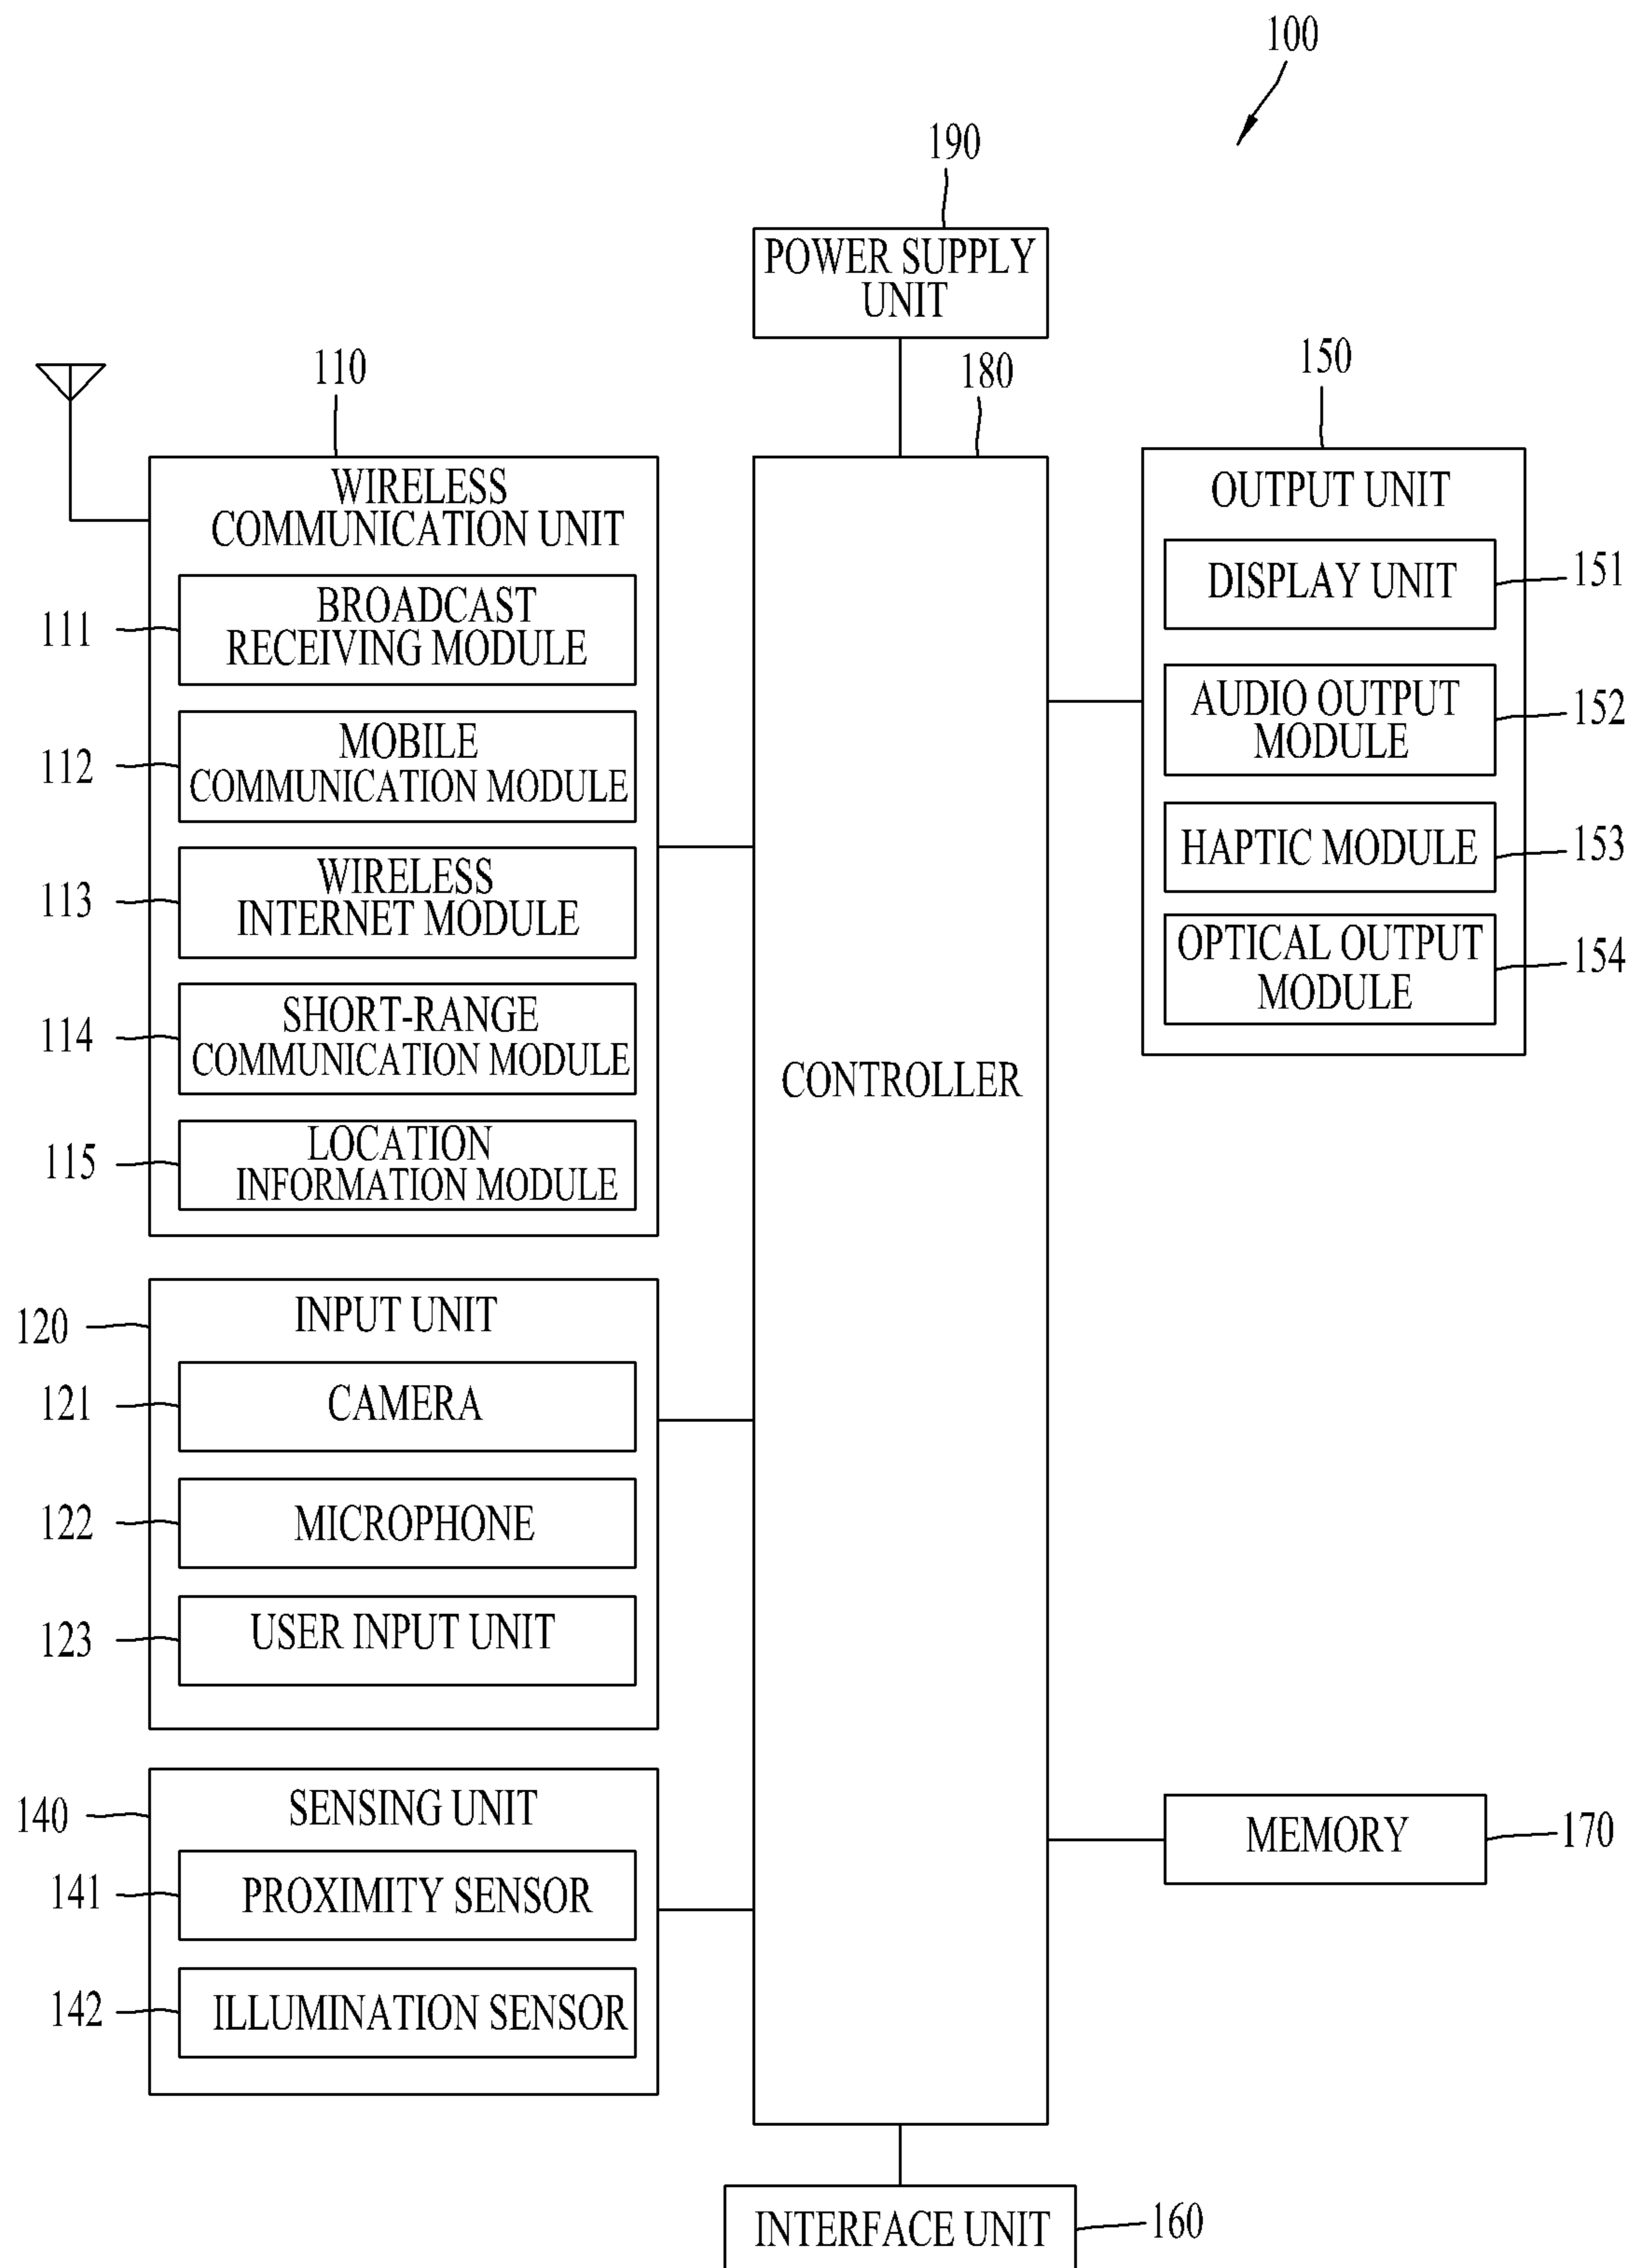 100
190
POWER SUPPLY
UNIT
110
180
150
WIRELESS
COMMUNICATION UNIT
111
BROADCAST
RECEIVING MODULE
112
MOBILE
COMMUNICATION MODULE
113
WIRELESS
INTERNET MODULE
114
SHORT-RANGE
COMMUNICATION MODULE
115
LOCATION
INFORMATION MODULE
120
INPUT UNIT
121
CAMERA
122
MICROPHONE
123
USER INPUT UNIT
140
SENSING UNIT
141
PROXIMITY SENSOR
142
ILLUMINATION SENSOR
CONTROLLER
OUTPUT UNIT
DISPLAY UNIT
151
AUDIO OUTPUT
MODULE
152
HAPTIC MODULE
153
OPTICAL OUTPUT
MODULE
154
MEMORY
170
INTERFACE UNIT
160